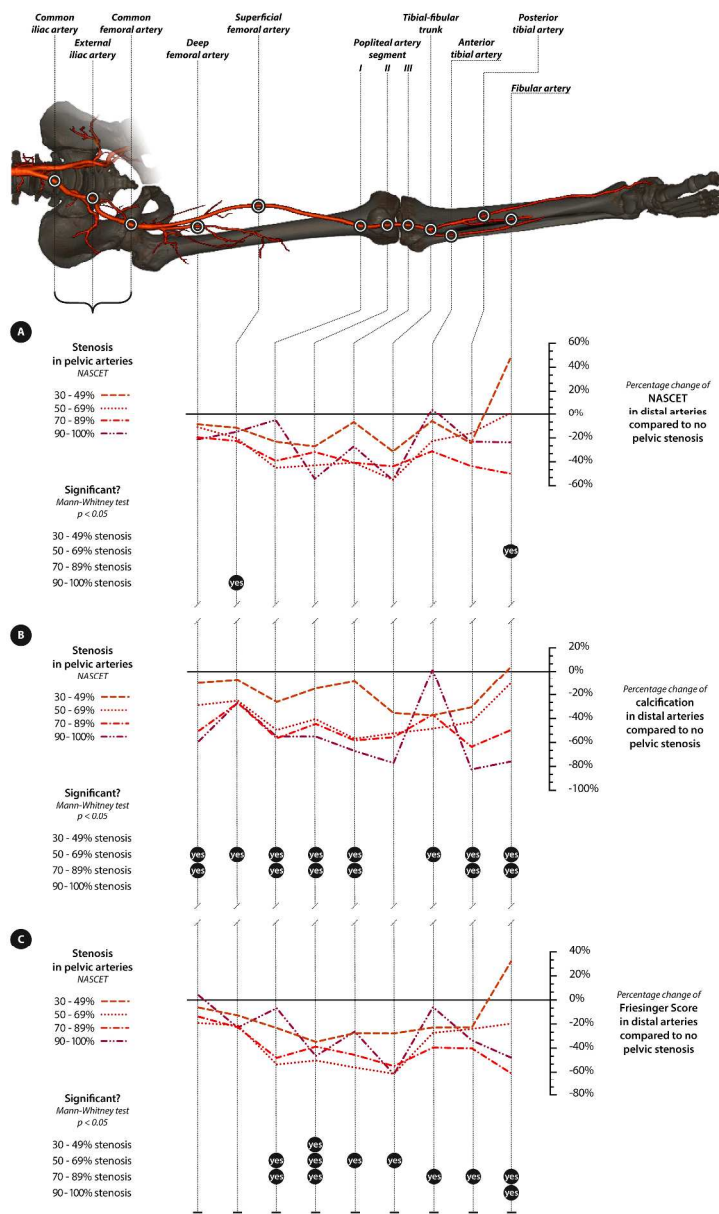 Common
iliac artery
External
iliac artery
Common
femoral artery
Deep
femoral artery
Superficial
femoral artery
Popliteal artery
segment
I II III
Tibial-fibular
trunk
Anterior
tibial artery
Posterior
tibial artery
Fibular artery
A
Stenosis
in pelvic arteries
NASCET
30 - 49%
50 - 69%
70 - 89%
90 - 100%
60%
40%
20%
0%
-20%
-40%
-60%
Percentage change of
NASCET
in distal arteries
compared to no
pelvic stenosis
Significant?
Mann-Whitney test
p < 0.05
30 - 49% stenosis
50 - 69% stenosis yes
70 - 89% stenosis
90 - 100% stenosis yes
B
Stenosis
in pelvic arteries
NASCET
30 - 49%
50 - 69%
70 - 89%
90 - 100%
20%
0%
-20%
-40%
-60%
-80%
-100%
Percentage change of
calcification
in distal arteries
compared to no
pelvic stenosis
Significant?
Mann-Whitney test
p < 0.05
30 - 49% stenosis
50 - 69% stenosis yes yes yes yes yes yes yes yes
70 - 89% stenosis yes yes yes yes yes yes
90 - 100% stenosis
C
Stenosis
in pelvic arteries
NASCET
30 - 49%
50 - 69%
70 - 89%
90 - 100%
40%
20%
0%
-20%
-40%
-60%
-80%
Percentage change of
Friesinger Score
in distal arteries
compared to no
pelvic stenosis
Significant?
Mann-Whitney test
p < 0.05
30 - 49% stenosis yes
50 - 69% stenosis yes yes yes yes
70 - 89% stenosis yes yes yes yes yes
90 - 100% stenosis yes